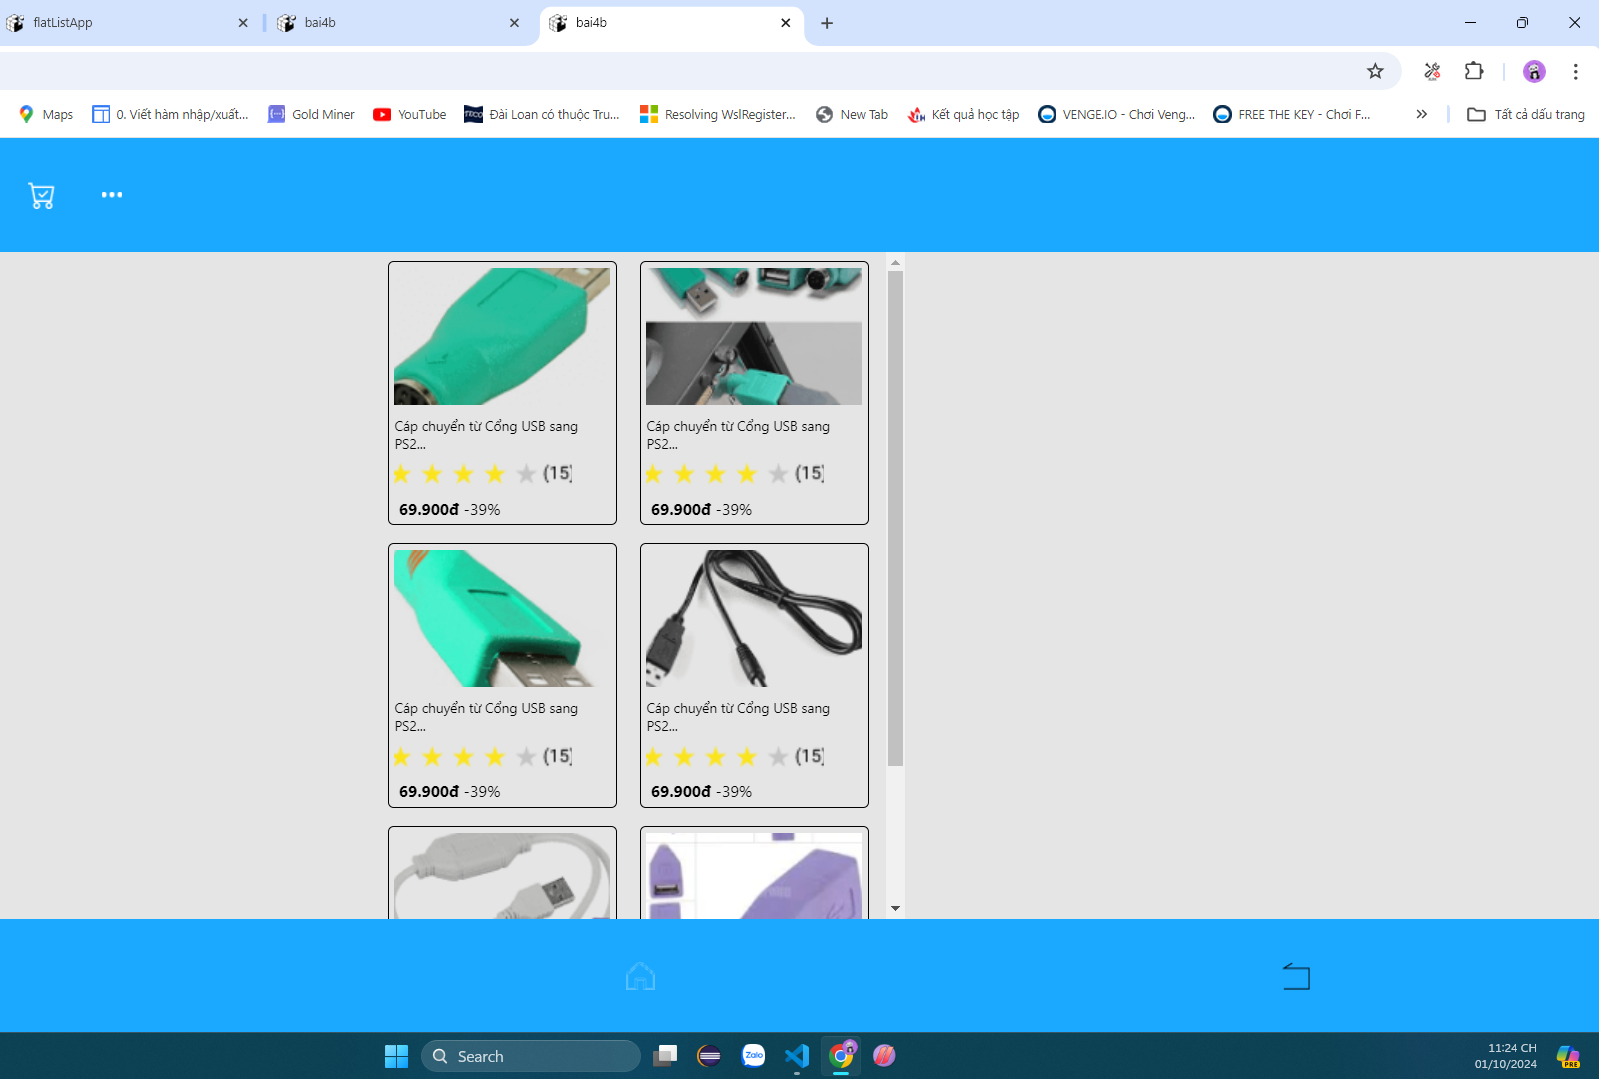 flatListApp
bai4b
bai4b
Maps
0. Viết hàm nhập/xuất...
Gold Miner
YouTube
Đài Loan có thuộc Tru...
Resolving WslRegister...
New Tab
Kết quả học tập
VENGE.IO - Chơi Veng...
FREE THE KEY - Chơi F...
Tất cả dấu trang
Cáp chuyển từ Cổng USB sang
PS2...
(15)
69.900đ -39%
Cáp chuyển từ Cổng USB sang
PS2...
(15)
69.900đ -39%
Cáp chuyển từ Cổng USB sang
PS2...
(15)
69.900đ -39%
Cáp chuyển từ Cổng USB sang
PS2...
(15)
69.900đ -39%
Search
Zalo
PRE
11:24 CH
01/10/2024